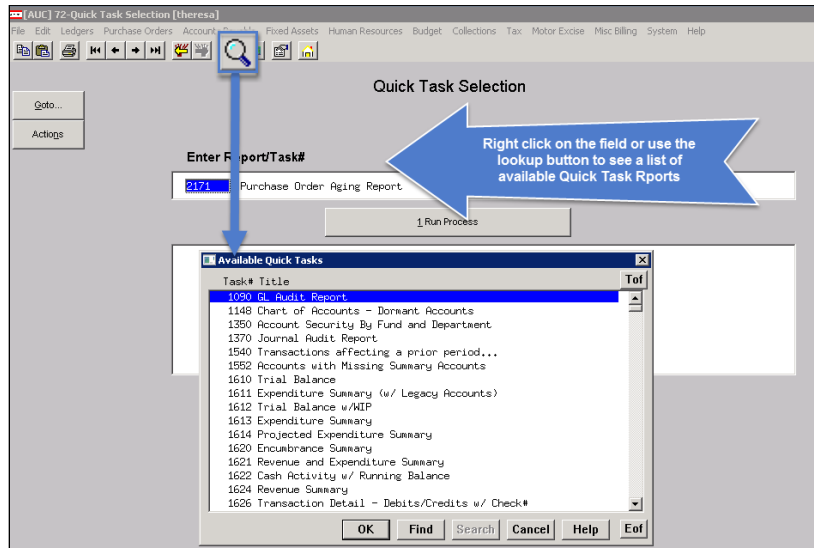 [AUC] 72-Quick Task Selection [theresa]
File Edit Ledgers Purchase Orders Account Fixed Assets Human Resources Budget Collections Tax Motor Excise Misc Billing System Help
Quick Task Selection
Goto...
Actions
Right click on the field or use the
lookup button to see a list of
available Quick Task Rports
Enter Report/Task#
2171 Purchase Order Aging Report
1 Run Process
Available Quick Tasks
Task# Title
Tof
1090 GL Audit Report
1148 Chart of Accounts - Dormant Accounts
1350 Account Security By Fund and Department
1370 Journal Audit Report
1540 Transactions affecting a prior period...
1552 Accounts with Missing Summary Accounts
1610 Trial Balance
1611 Expenditure Summary (w/ Legacy Accounts)
1612 Trial Balance w/WIP
1613 Expenditure Summary
1614 Projected Expenditure Summary
1620 Encumbrance Summary
1621 Revenue and Expenditure Summary
1622 Cash Activity w/ Running Balance
1624 Revenue Summary
1626 Transaction Detail - Debits/Credits w/ Check#
OK Find Search Cancel Help Eof